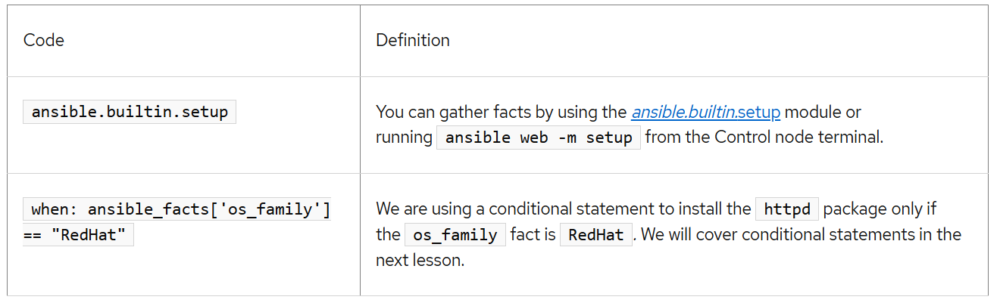 Code
Definition
ansible.builtin.setup
You can gather facts by using the ansible.builtin.setup module or
running ansible web -m setup from the Control node terminal.
when: ansible_facts['os_family']
== "RedHat"
We are using a conditional statement to install the httpd package only if
the os_family fact is RedHat. We will cover conditional statements in the
next lesson.